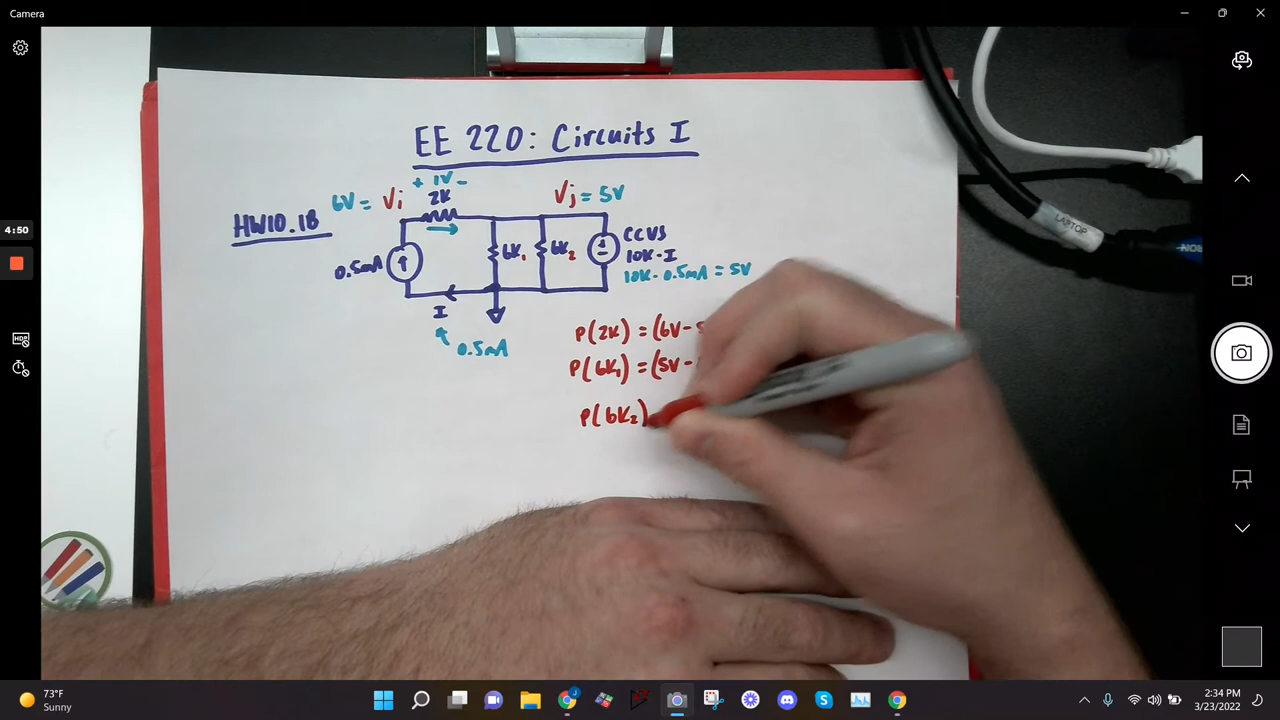 Camera
EE 220: Circuits I
HW10.1B
+ 1V -
6V = Vi
2K
Vj = 5V
0.5mA
6K1
6K2
CCVS
10K·I
10K·0.5mA = 5V
I
0.5mA
P(2K) = (6V-5
P(6K1) = (5V-
P(6K2)
LAPTOP
4:50
73°F
Sunny
2:34 PM
3/23/2022